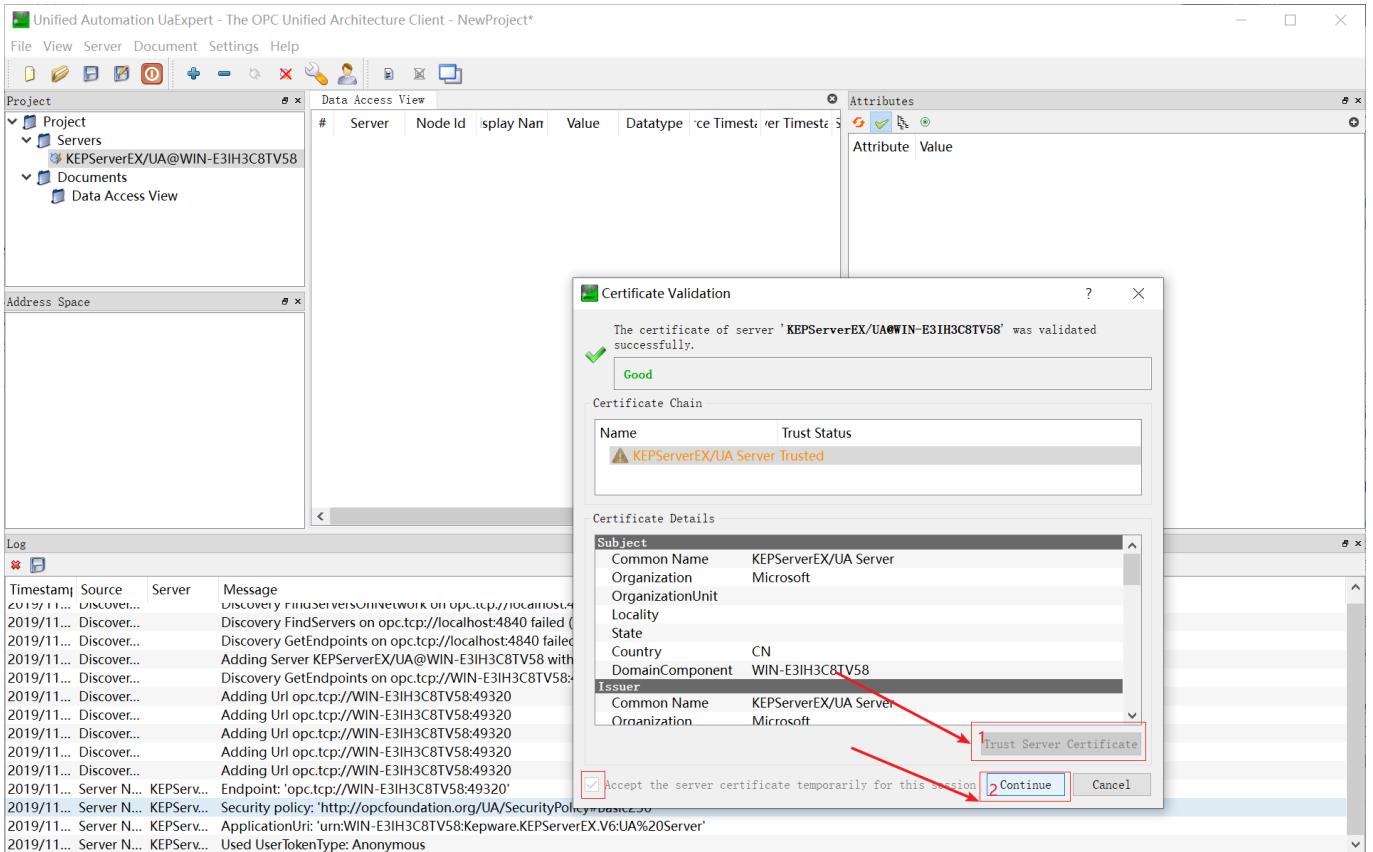 Unified Automation UaExpert - The OPC Unified Architecture Client - NewProject*
File View Server Document Settings Help
Project
Project
Servers
KEPServerEX/UA@WIN-E3IH3C8TV58
Documents
Data Access View
Address Space
Data Access View
# Server Node Id isplay Nam Value Datatype rce Timesta ver Timesta S
Attributes
Attribute Value
Certificate Validation ?
The certificate of server 'KEPServerEX/UA@WIN-E3IH3C8TV58' was validated
successfully.
Good
Certificate Chain
Name Trust Status
KEPServerEX/UA Server Trusted
Certificate Details
Subject
Common Name KEPServerEX/UA Server
Organization Microsoft
OrganizationUnit
Locality
State
Country CN
DomainComponent WIN-E3IH3C8TV58
Issuer
Common Name KEPServerEX/UA Server
Organization Microsoft
1 Trust Server Certificate
Accept the server certificate temporarily for this session
2 Continue Cancel
Log
Timestamp Source Server Message
2019/11... Discover... Discovery FindServersOnNetwork on opc.tcp://localhost:4
2019/11... Discover... Discovery FindServers on opc.tcp://localhost:4840 failed (
2019/11... Discover... Discovery GetEndpoints on opc.tcp://localhost:4840 failed
2019/11... Discover... Adding Server KEPServerEX/UA@WIN-E3IH3C8TV58 with
2019/11... Discover... Discovery GetEndpoints on opc.tcp://WIN-E3IH3C8TV58:4
2019/11... Discover... Adding Url opc.tcp://WIN-E3IH3C8TV58:49320
2019/11... Discover... Adding Url opc.tcp://WIN-E3IH3C8TV58:49320
2019/11... Discover... Adding Url opc.tcp://WIN-E3IH3C8TV58:49320
2019/11... Discover... Adding Url opc.tcp://WIN-E3IH3C8TV58:49320
2019/11... Discover... Adding Url opc.tcp://WIN-E3IH3C8TV58:49320
2019/11... Server N... KEPServ... Endpoint: 'opc.tcp://WIN-E3IH3C8TV58:49320'
2019/11... Server N... KEPServ... Security policy: 'http://opcfoundation.org/UA/SecurityPolicy#Basic256'
2019/11... Server N... KEPServ... ApplicationUri: 'urn:WIN-E3IH3C8TV58:Kepware.KEPServerEX.V6:UA%20Server'
2019/11... Server N... KEPServ... Used UserTokenType: Anonymous